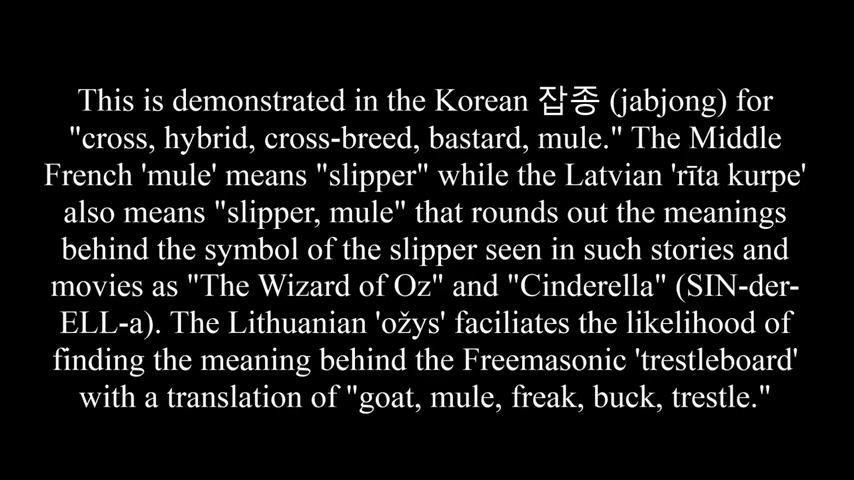 This is demonstrated in the Korean 잡종 (jabjong) for
"cross, hybrid, cross-breed, bastard, mule." The Middle
French 'mule' means "slipper" while the Latvian 'rīta kurpe'
also means "slipper, mule" that rounds out the meanings
behind the symbol of the slipper seen in such stories and
movies as "The Wizard of Oz" and "Cinderella" (SIN-der-
ELL-a). The Lithuanian 'ožys' faciliates the likelihood of
finding the meaning behind the Freemasonic 'trestleboard'
with a translation of "goat, mule, freak, buck, trestle."